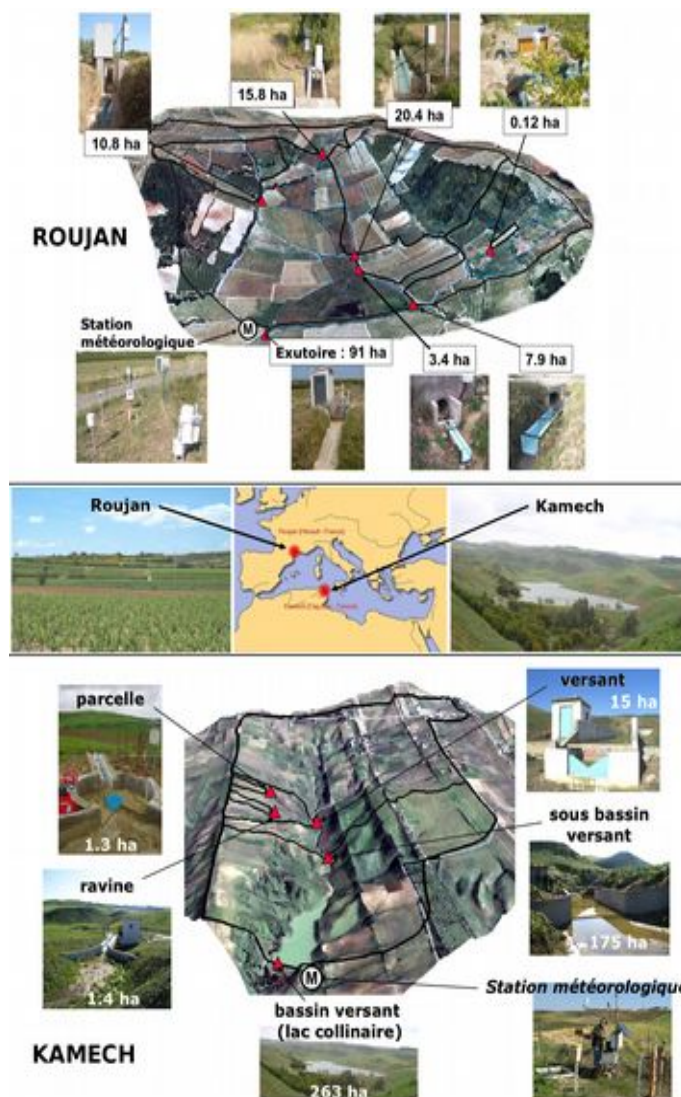 15.8 ha
20.4 ha
0.12 ha
10.8 ha
ROUJAN
Station
météorologique
M
Exutoire : 91 ha
3.4 ha
7.9 ha
Roujan
Kamech
parcelle
versant
15 ha
1.3 ha
sous bassin
versant
ravine
175 ha
1.4 ha
M
Station météorologique
bassin versant
(lac collinaire)
KAMECH
263 ha